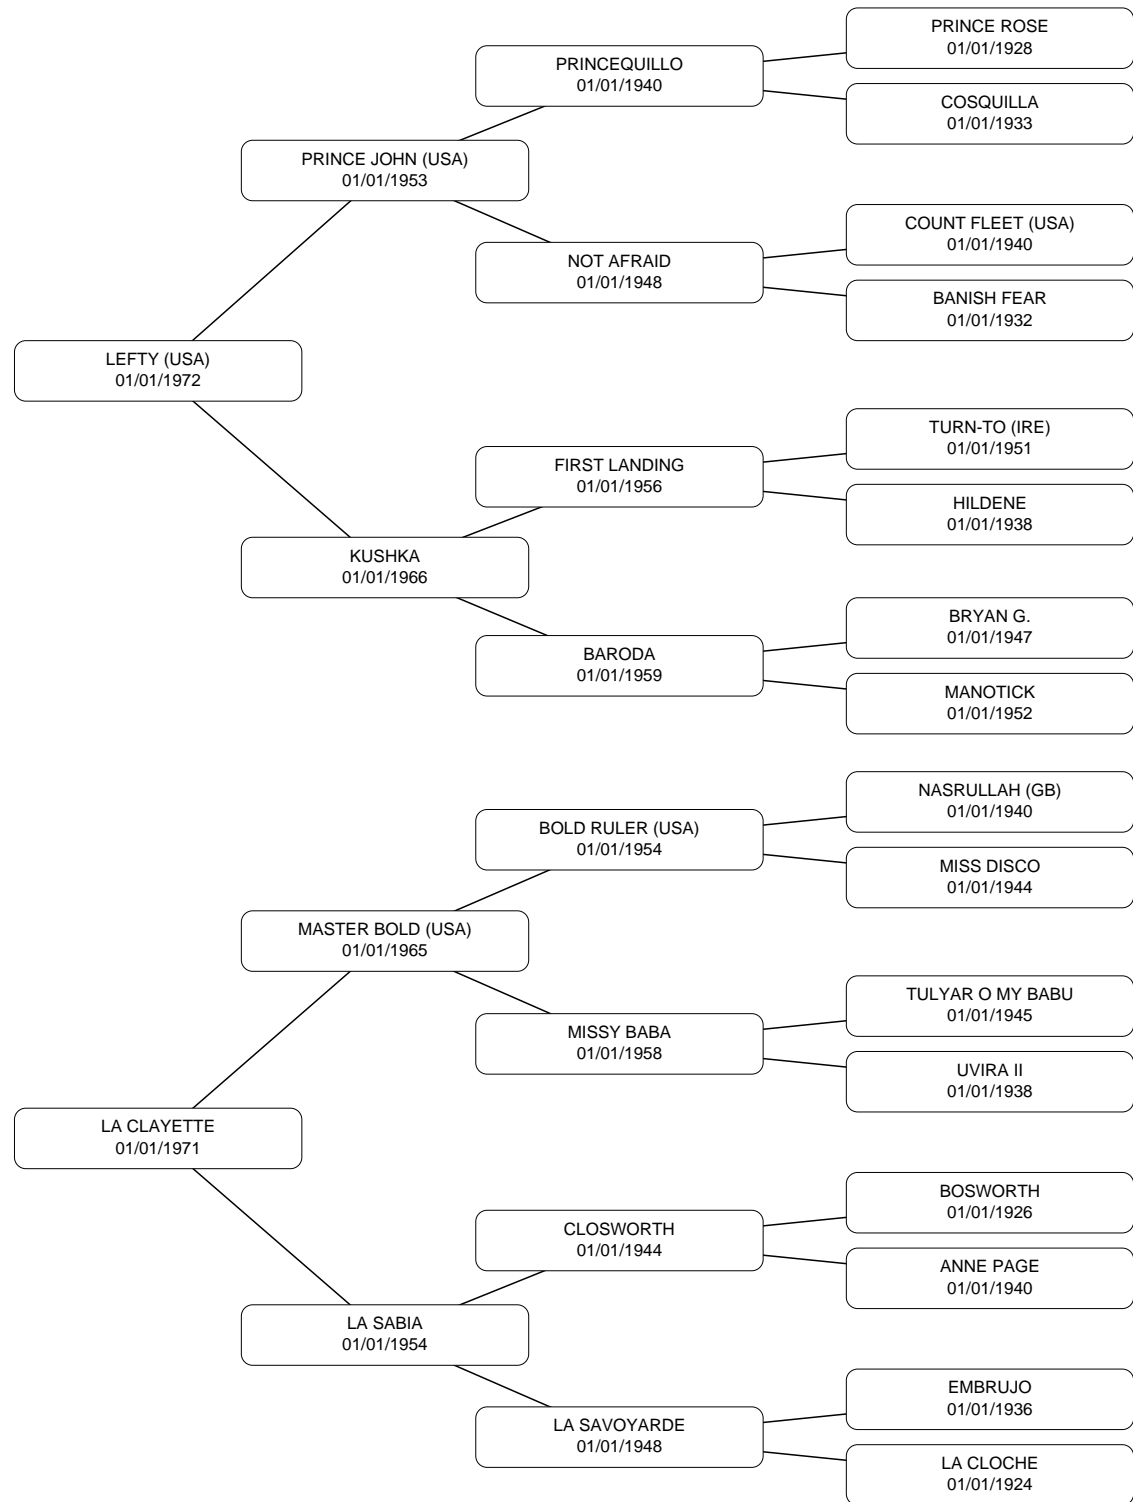 PRINCE ROSE
01/01/1928
PRINCEQUILLO
01/01/1940
COSQUILLA
01/01/1933
PRINCE JOHN (USA)
01/01/1953
COUNT FLEET (USA)
01/01/1940
NOT AFRAID
01/01/1948
BANISH FEAR
01/01/1932
LEFTY (USA)
01/01/1972
TURN-TO (IRE)
01/01/1951
FIRST LANDING
01/01/1956
HILDENE
01/01/1938
KUSHKA
01/01/1966
BRYAN G.
01/01/1947
BARODA
01/01/1959
MANOTICK
01/01/1952
NASRULLAH (GB)
01/01/1940
BOLD RULER (USA)
01/01/1954
MISS DISCO
01/01/1944
MASTER BOLD (USA)
01/01/1965
TULYAR O MY BABU
01/01/1945
MISSY BABA
01/01/1958
UVIRA II
01/01/1938
LA CLAYETTE
01/01/1971
BOSWORTH
01/01/1926
CLOSWORTH
01/01/1944
ANNE PAGE
01/01/1940
LA SABIA
01/01/1954
EMBRUJO
01/01/1936
LA SAVOYARDE
01/01/1948
LA CLOCHE
01/01/1924